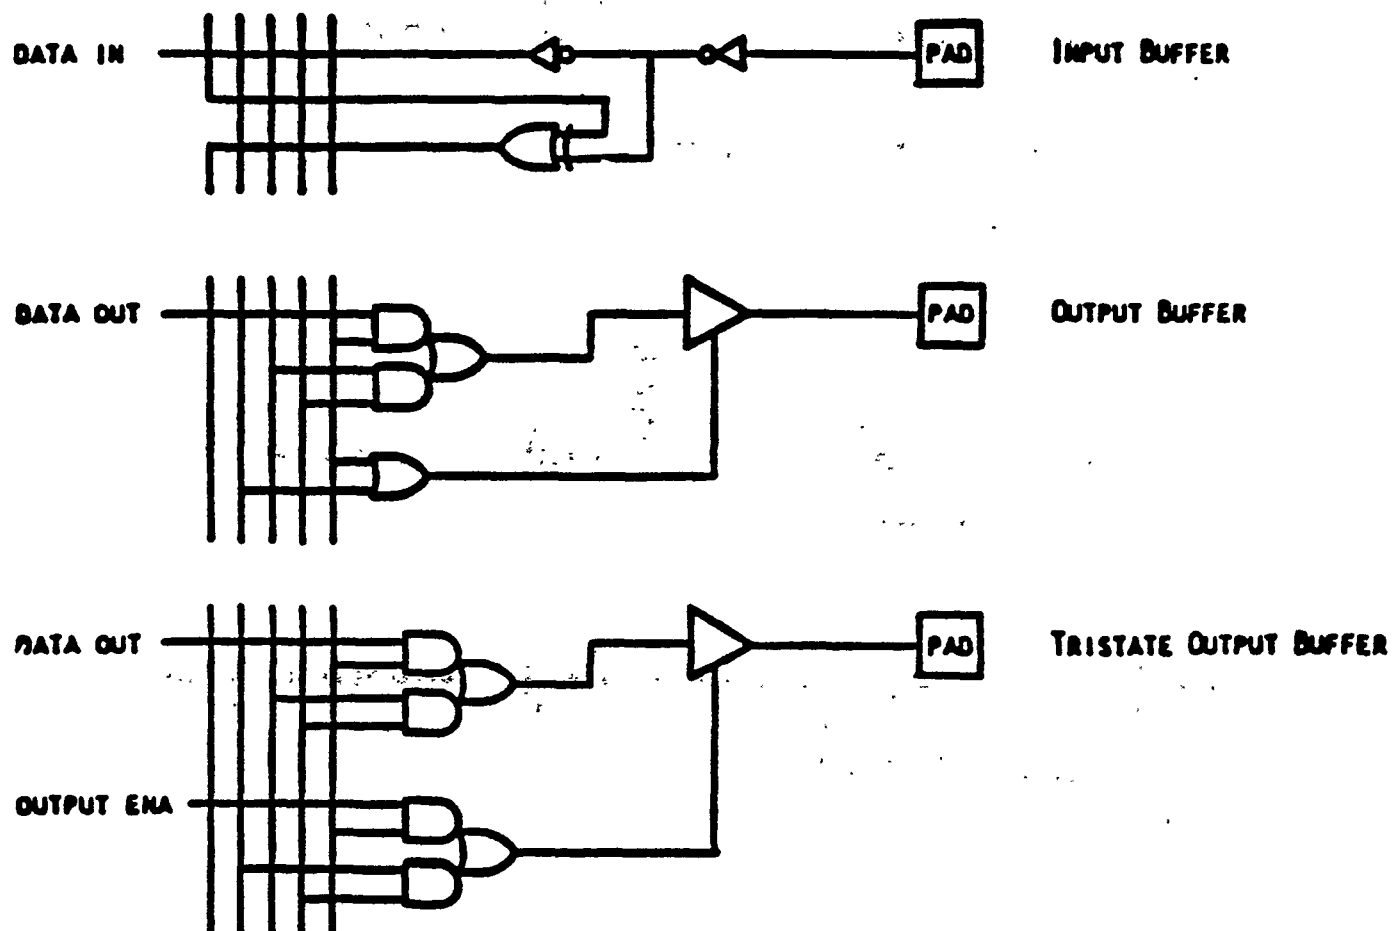 DATA IN PAD INPUT BUFFER
DATA OUT PAD OUTPUT BUFFER
DATA OUT PAD TRISTATE OUTPUT BUFFER
OUTPUT ENA